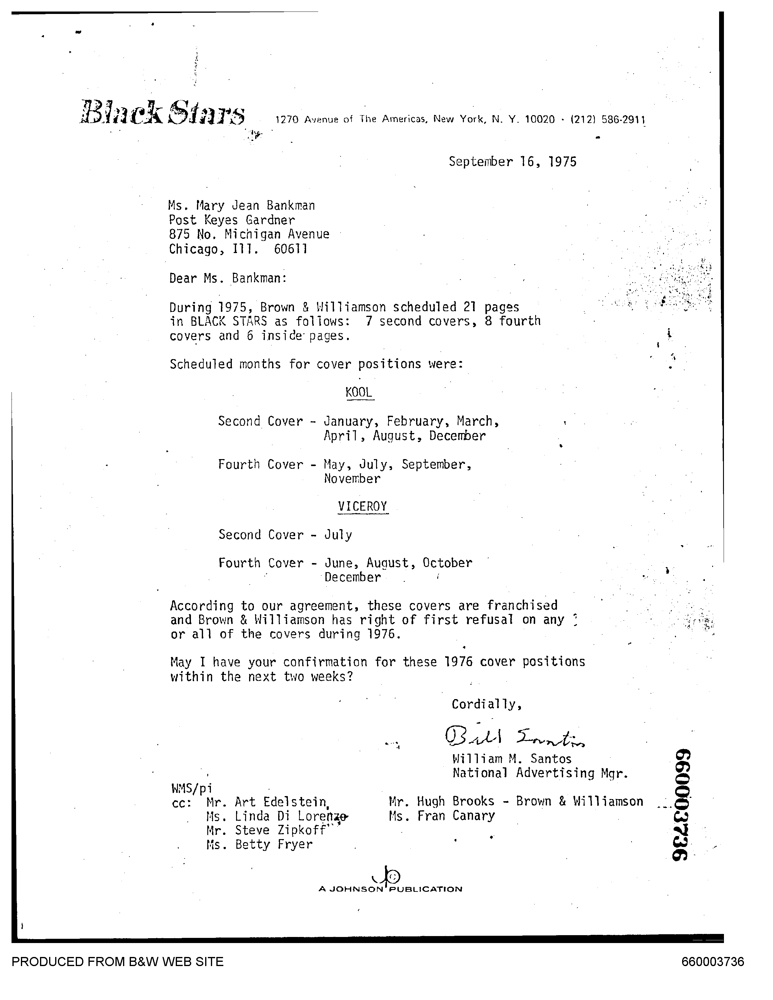 Black Stars 1270 Avenue of The Americas, New York, N. Y. 10020 · (212) 586-2911
September 16, 1975
Ms. Mary Jean Bankman
Post Keyes Gardner
875 No. Michigan Avenue
Chicago, Ill. 60611
Dear Ms. Bankman:
During 1975, Brown & Williamson scheduled 21 pages
in BLACK STARS as follows: 7 second covers, 8 fourth
covers and 6 inside pages.
Scheduled months for cover positions were:
KOOL
Second Cover - January, February, March,
April, August, December
Fourth Cover - May, July, September,
November
VICEROY
Second Cover - July
Fourth Cover - June, August, October
December
According to our agreement, these covers are franchised
and Brown & Williamson has right of first refusal on any
or all of the covers during 1976.
May I have your confirmation for these 1976 cover positions
within the next two weeks?
Cordially,
Bill Santos
William M. Santos
National Advertising Mgr.
WMS/pi
cc: Mr. Art Edelstein Mr. Hugh Brooks - Brown & Williamson
Ms. Linda Di Lorenzo Ms. Fran Canary
Mr. Steve Zipkoff
Ms. Betty Fryer
660003736
A JOHNSON PUBLICATION
PRODUCED FROM B&W WEB SITE 660003736